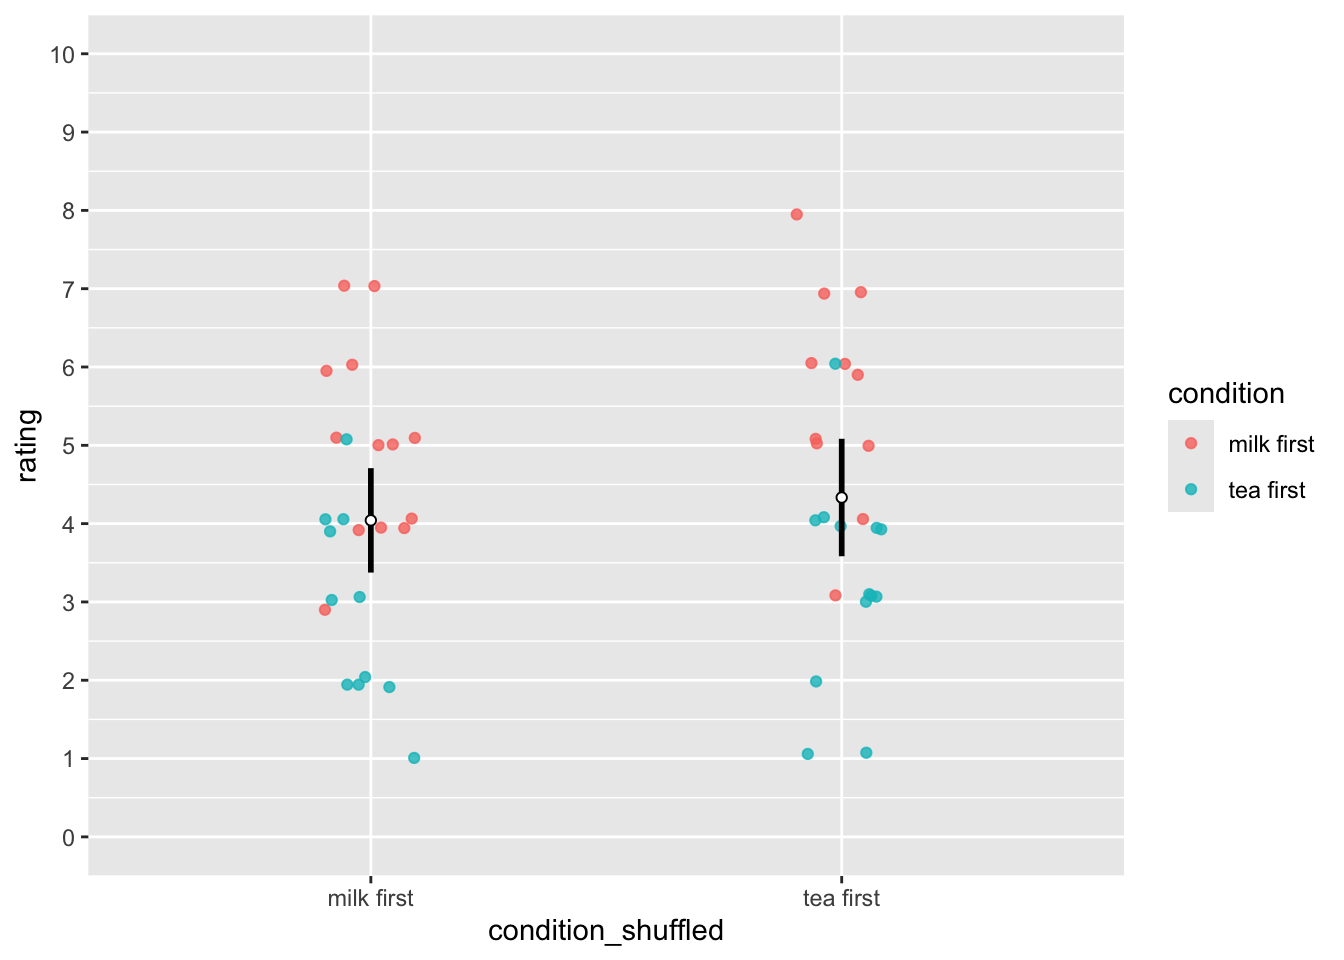 10
9
8
7
6
5
4
3
2
1
0
rating
milk first
tea first
condition_shuffled
condition
milk first
tea first